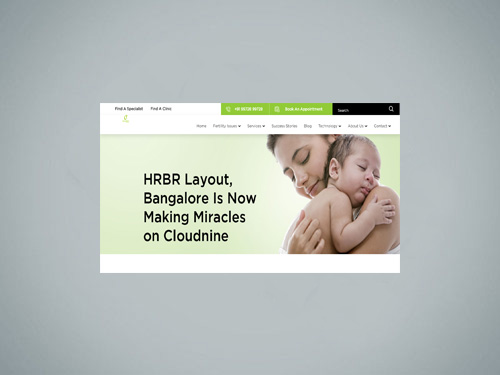 Find A Specialist Find A Clinic
Book An Appointment
Search
Home Fertility Issues Services Success Stories Blog Technology About Us Contact
HRBR Layout,
Bangalore Is Now
Making Miracles
on Cloudnine